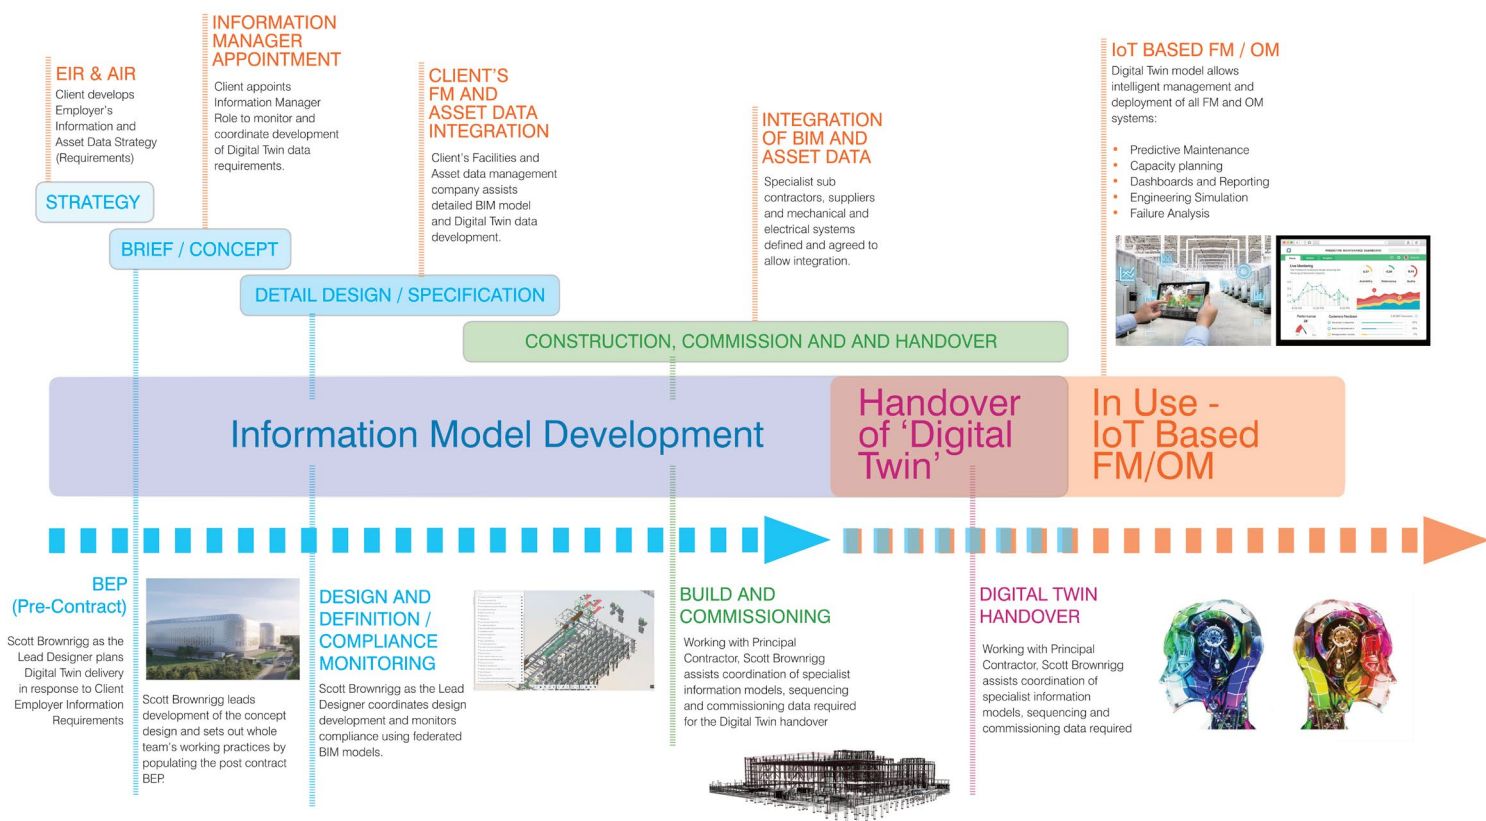 INFORMATION
MANAGER
APPOINTMENT
Client appoints
Information Manager
Role to monitor and
coordinate development
of Digital Twin data
requirements.
EIR & AIR
Client develops
Employer's
Information and
Asset Data Strategy
(Requirements)
CLIENT'S
FM AND
ASSET DATA
INTEGRATION
Client's Facilities and
Asset data management
company assists
detailed BIM model
and Digital Twin data
development.
INTEGRATION
OF BIM AND
ASSET DATA
Specialist sub
contractors, suppliers
and mechanical and
electrical systems
defined and agreed to
allow integration.
IoT BASED FM / OM
Digital Twin model allows
intelligent management and
deployment of all FM and OM
systems:
• Predictive Maintenance
• Capacity planning
• Dashboards and Reporting
• Engineering Simulation
• Failure Analysis
STRATEGY
BRIEF / CONCEPT
DETAIL DESIGN / SPECIFICATION
CONSTRUCTION, COMMISSION AND AND HANDOVER
Information Model Development
Handover
of 'Digital
Twin'
In Use -
IoT Based
FM/OM
BEP
(Pre-Contract)
Scott Brownrigg as the
Lead Designer plans
Digital Twin delivery
in response to Client
Employer Information
Requirements
Scott Brownrigg leads
development of the concept
design and sets out whole
team's working practices by
populating the post contract
BEP.
DESIGN AND
DEFINITION /
COMPLIANCE
MONITORING
Scott Brownrigg as the Lead
Designer coordinates design
development and monitors
compliance using federated
BIM models.
BUILD AND
COMMISSIONING
Working with Principal
Contractor, Scott Brownrigg
assists coordination of specialist
information models, sequencing
and commissioning data required
for the Digital Twin handover
DIGITAL TWIN
HANDOVER
Working with Principal
Contractor, Scott Brownrigg
assists coordination of
specialist information
models, sequencing and
commissioning data required